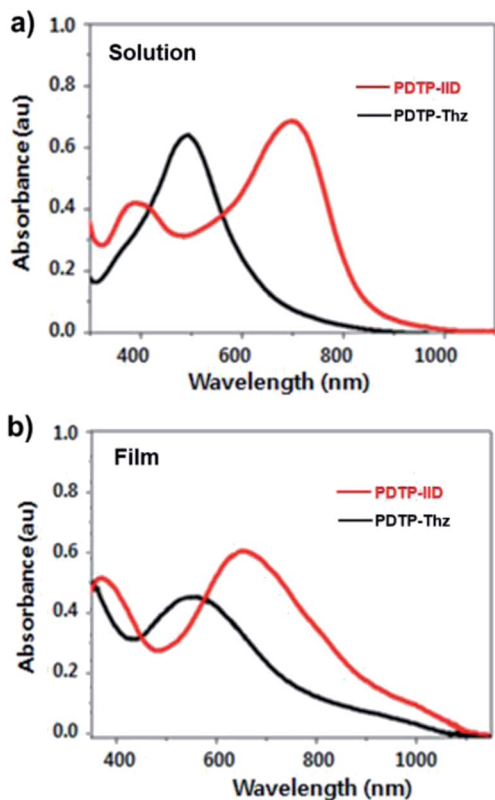 a)
1.0
Solution
PDTP-IID
PDTP-Thz
0.8
0.6
0.4
0.2
0.0
Absorbance (au)
400 600 800 1000
Wavelength (nm)
b)
1.0
Film
PDTP-IID
PDTP-Thz
0.8
0.6
0.4
0.2
0.0
Absorbance (au)
400 600 800 1000
Wavelength (nm)